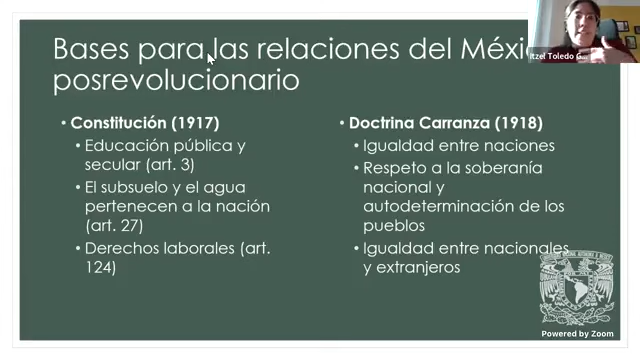 Bases para las relaciones del Méxi
posrevolucionario
• Constitución (1917)
• Educación pública y
secular (art. 3)
• El subsuelo y el agua
pertenecen a la nación
(art. 27)
• Derechos laborales (art.
124)
• Doctrina Carranza (1918)
• Igualdad entre naciones
• Respeto a la soberanía
nacional y
autodeterminación de los
pueblos
• Igualdad entre nacionales
y extranjeros
Itzel Toledo G...
Powered by Zoom